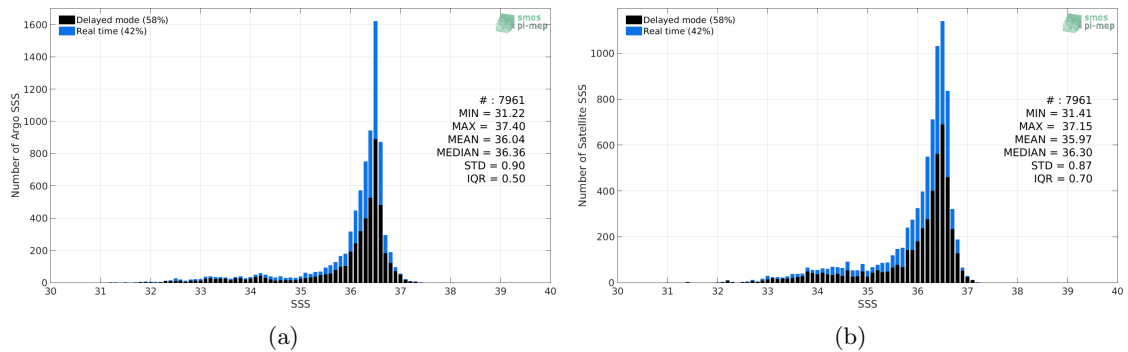 Delayed mode (58%)
Real time (42%)
smos
pi-mep
# : 7961
MIN = 31.22
MAX = 37.40
MEAN = 36.04
MEDIAN = 36.36
STD = 0.90
IQR = 0.50
Number of Argo SSS
1600
1400
1200
1000
800
600
400
200
0
30 31 32 33 34 35 36 37 38 39 40
SSS
(a)
Delayed mode (58%)
Real time (42%)
smos
pi-mep
# : 7961
MIN = 31.41
MAX = 37.15
MEAN = 35.97
MEDIAN = 36.30
STD = 0.87
IQR = 0.70
Number of Satellite SSS
1000
800
600
400
200
0
30 31 32 33 34 35 36 37 38 39 40
SSS
(b)